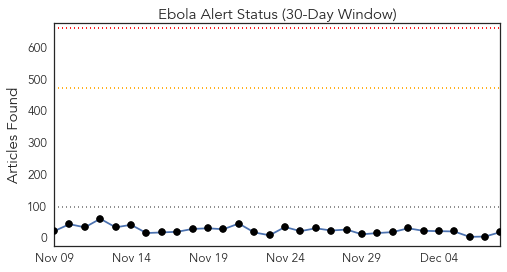 Ebola Alert Status (30-Day Window)
Articles Found
600
500
400
300
200
100
0
Nov 09 Nov 14 Nov 19 Nov 24 Nov 29 Dec 04